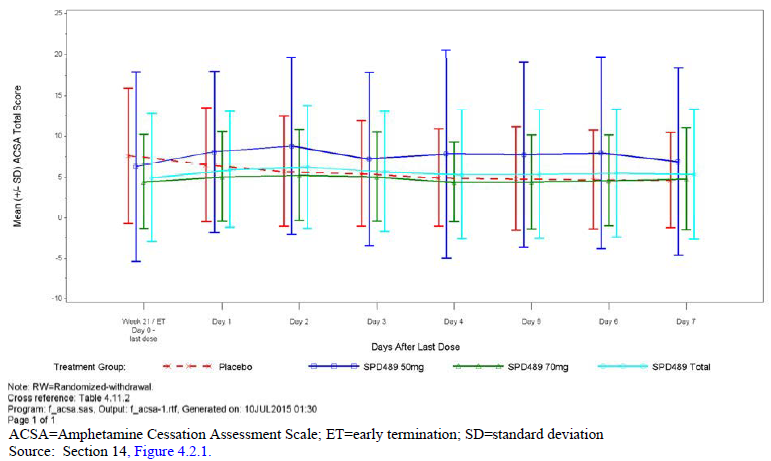 25
20
15
10
5
0
-5
-10
Mean (+/- SD) ACSA Total Score
Week 21 / ET
Day 0 -
last dose
Day 1
Day 2
Day 3
Day 4
Day 5
Day 6
Day 7
Days After Last Dose
Treatment Group: Placebo SPD489 50mg SPD489 70mg SPD489 Total
Note: RW=Randomized-withdrawal.
Cross reference: Table 4.11.2
Program: f_acsa.sas, Output: f_acsa-1.rtf, Generated on: 10JUL2015 01:30
Page 1 of 1
ACSA=Amphetamine Cessation Assessment Scale; ET=early termination; SD=standard deviation
Source: Section 14, Figure 4.2.1.